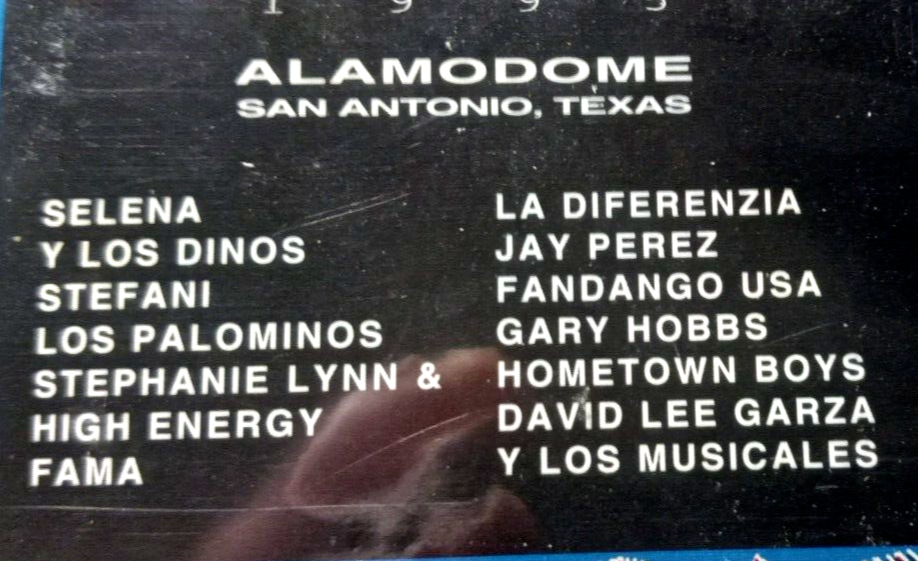 ALAMODOME
SAN ANTONIO, TEXAS
SELENA
Y LOS DINOS
STEFANI
LOS PALOMINOS
STEPHANIE LYNN &
HIGH ENERGY
FAMA
LA DIFERENZIA
JAY PEREZ
FANDANGO USA
GARY HOBBS
HOMETOWN BOYS
DAVID LEE GARZA
Y LOS MUSICALES